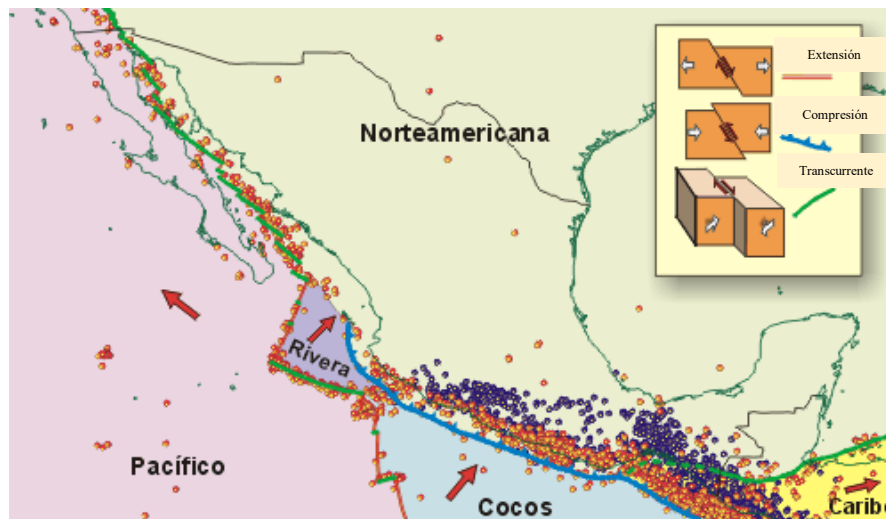 Extensión
Compresión
Transcurrente
Norteamericana
Rivera
Pacífico
Cocos
Caribe